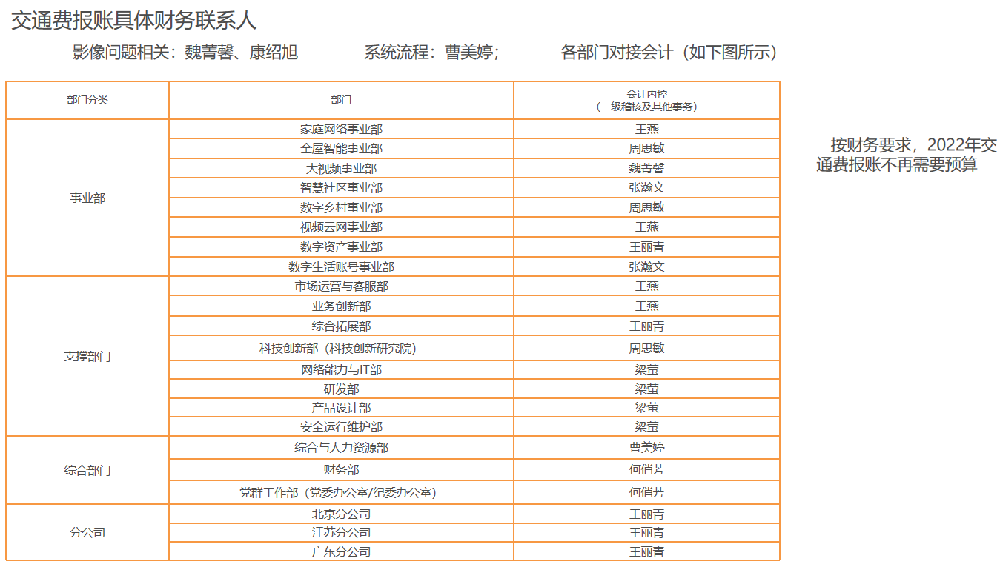 交通费报账具体财务联系人
影像问题相关：魏菁馨、康绍旭 系统流程：曹美婷； 各部门对接会计（如下图所示）
部门分类 部门 会计内控
（一级稽核及其他事务）
按财务要求，2022年交
通费报账不再需要预算
事业部
家庭网络事业部 王燕
全屋智能事业部 周思敏
大视频事业部 魏菁馨
智慧社区事业部 张瀚文
数字乡村事业部 周思敏
视频云网事业部 王燕
数字资产事业部 王丽青
数字生活账号事业部 张瀚文
支撑部门
市场运营与客服部 王燕
业务创新部 王燕
综合拓展部 王丽青
科技创新部（科技创新研究院） 周思敏
网络能力与IT部 梁萤
研发部 梁萤
产品设计部 梁萤
安全运行维护部 梁萤
综合部门
综合与人力资源部 曹美婷
财务部 何俏芳
党群工作部（党委办公室/纪委办公室） 何俏芳
分公司
北京分公司 王丽青
江苏分公司 王丽青
广东分公司 王丽青